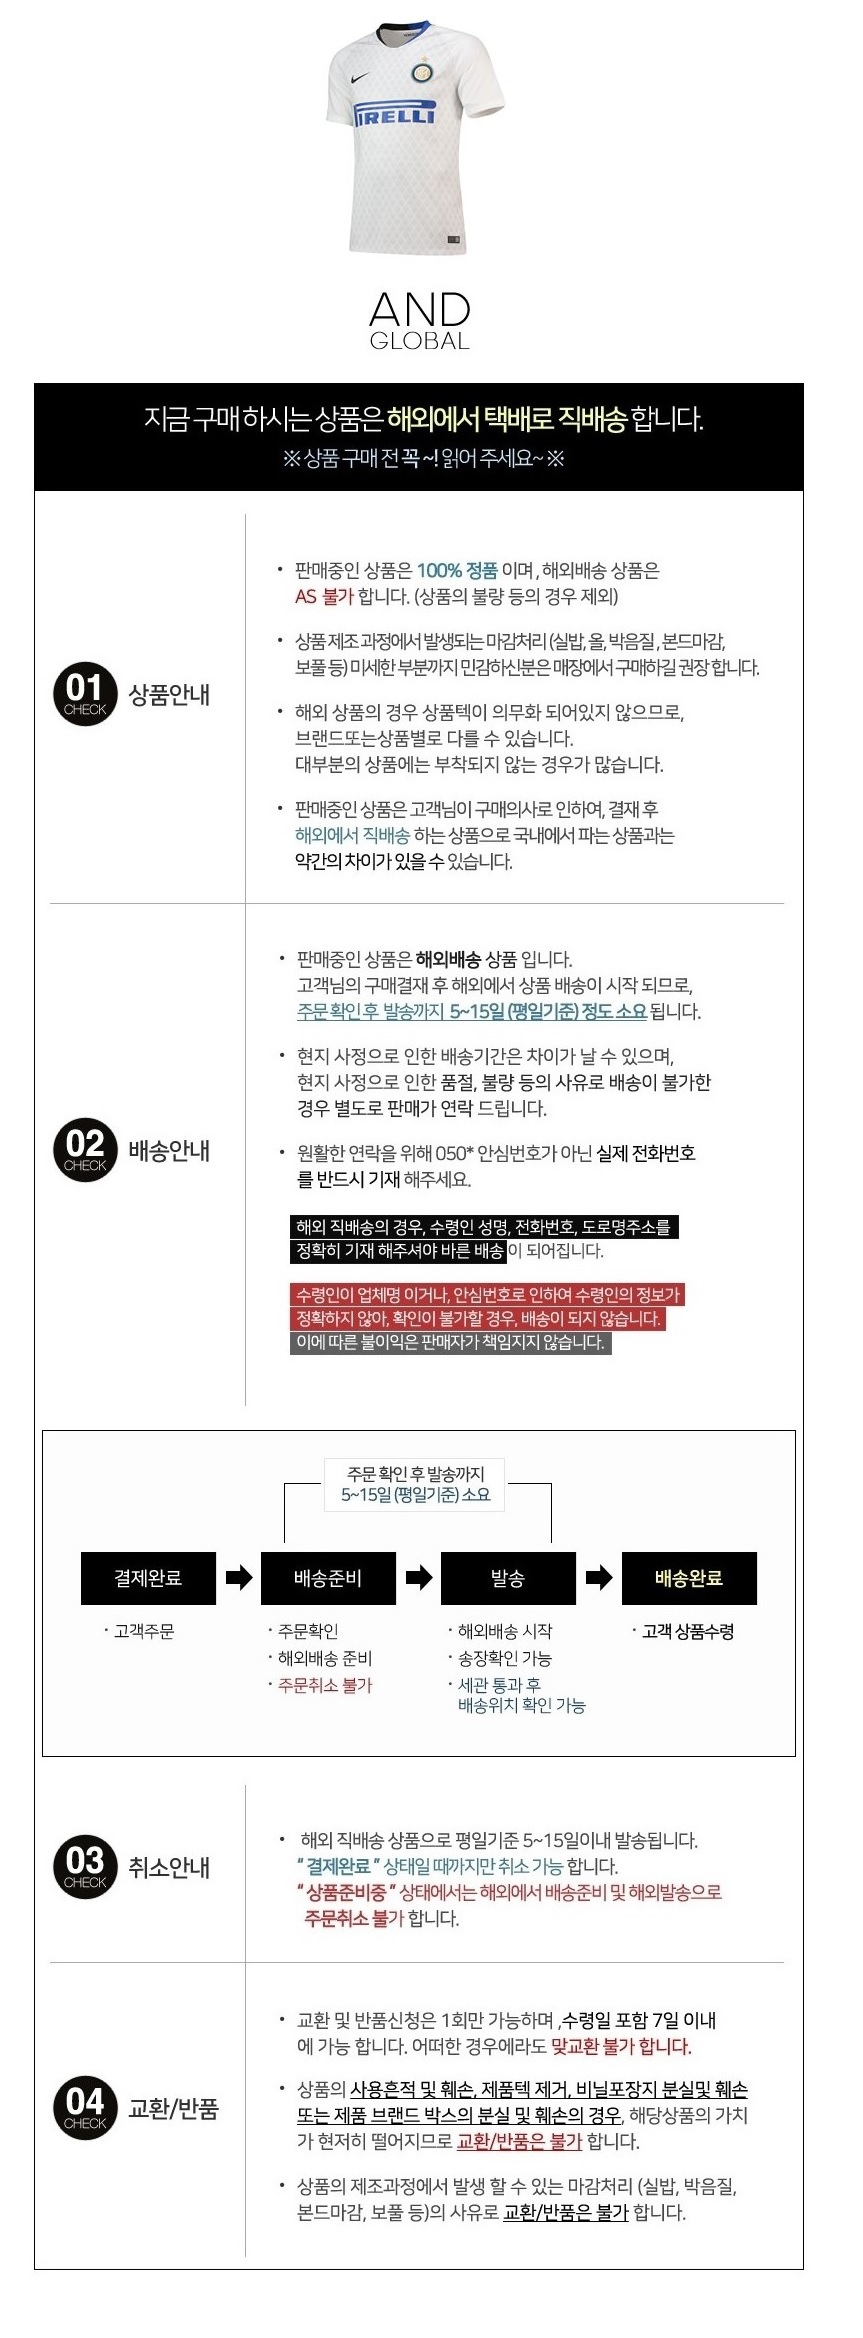 PIRELLI
AND
GLOBAL
지금 구매 하시는 상품은 해외에서 택배로 직배송 합니다.
※ 상품 구매 전 꼭 ~! 읽어 주세요~ ※
01
CHECK
상품안내
• 판매중인 상품은 100% 정품 이며 , 해외배송 상품은
AS 불가 합니다. (상품의 불량 등의 경우 제외)
• 상품 제조 과정에서 발생되는 마감처리 (실밥, 올, 박음질 , 본드마감,
보풀 등) 미세한 부분까지 민감하신분은 매장에서 구매하길 권장 합니다.
• 해외 상품의 경우 상품텍이 의무화 되어있지 않으므로,
브랜드또는상품별로 다를 수 있습니다.
대부분의 상품에는 부착되지 않는 경우가 많습니다.
• 판매중인 상품은 고객님이 구매의사로 인하여, 결재 후
해외에서 직배송 하는 상품으로 국내에서 파는 상품과는
약간의 차이가 있을 수 있습니다.
02
CHECK
배송안내
• 판매중인 상품은 해외배송 상품 입니다.
고객님의 구매결재 후 해외에서 상품 배송이 시작 되므로,
주문 확인 후 발송까지 5~15일 (평일기준) 정도 소요 됩니다.
• 현지 사정으로 인한 배송기간은 차이가 날 수 있으며,
현지 사정으로 인한 품절, 불량 등의 사유로 배송이 불가한
경우 별도로 판매가 연락 드립니다.
• 원활한 연락을 위해 050* 안심번호가 아닌 실제 전화번호
를 반드시 기재 해주세요.
해외 직배송의 경우, 수령인 성명, 전화번호, 도로명주소를
정확히 기재 해주셔야 바른 배송 이 되어집니다.
수령인이 업체명 이거나, 안심번호로 인하여 수령인의 정보가
정확하지 않아, 확인이 불가할 경우, 배송이 되지 않습니다.
이에 따른 불이익은 판매자가 책임지지 않습니다.
주문 확인 후 발송까지
5~15일 (평일기준) 소요
결제완료
배송준비
발송
배송완료
· 고객주문
· 주문확인
· 해외배송 준비
· 주문취소 불가
· 해외배송 시작
· 송장확인 가능
· 세관 통과 후
배송위치 확인 가능
· 고객 상품수령
03
CHECK
취소안내
• 해외 직배송 상품으로 평일기준 5~15일이내 발송됩니다.
“ 결제완료 ” 상태일 때까지만 취소 가능 합니다.
“ 상품준비중 ” 상태에서는 해외에서 배송준비 및 해외발송으로
주문취소 불가 합니다.
04
CHECK
교환/반품
• 교환 및 반품신청은 1회만 가능하며 ,수령일 포함 7일 이내
에 가능 합니다. 어떠한 경우에라도 맞교환 불가 합니다.
• 상품의 사용흔적 및 훼손, 제품텍 제거, 비닐포장지 분실및 훼손
또는 제품 브랜드 박스의 분실 및 훼손의 경우, 해당상품의 가치
가 현저히 떨어지므로 교환/반품은 불가 합니다.
• 상품의 제조과정에서 발생 할 수 있는 마감처리 (실밥, 박음질,
본드마감, 보풀 등)의 사유로 교환/반품은 불가 합니다.